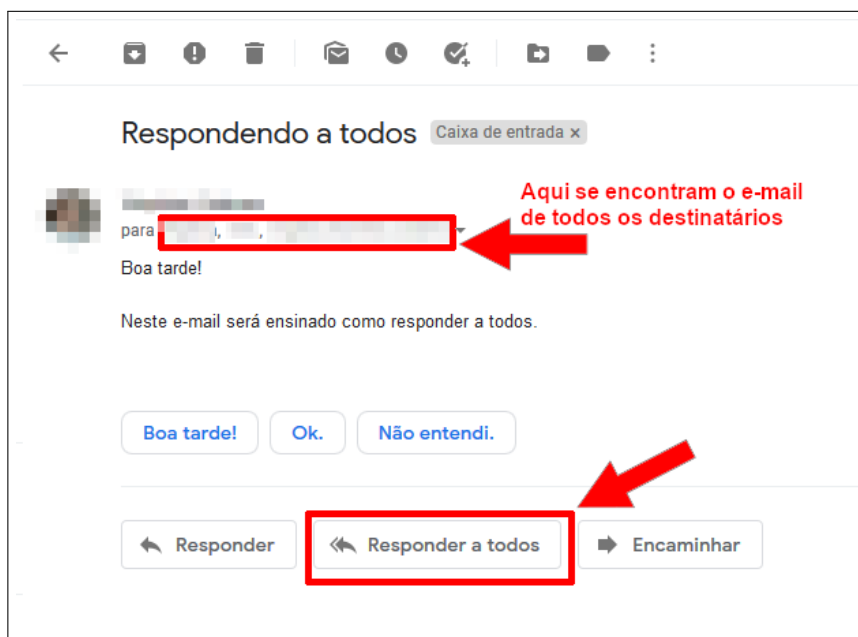 Respondendo a todos Caixa de entrada x
Aqui se encontram o e-mail
de todos os destinatários
para
Boa tarde!
Neste e-mail será ensinado como responder a todos.
Boa tarde! Ok. Não entendi.
Responder Responder a todos Encaminhar